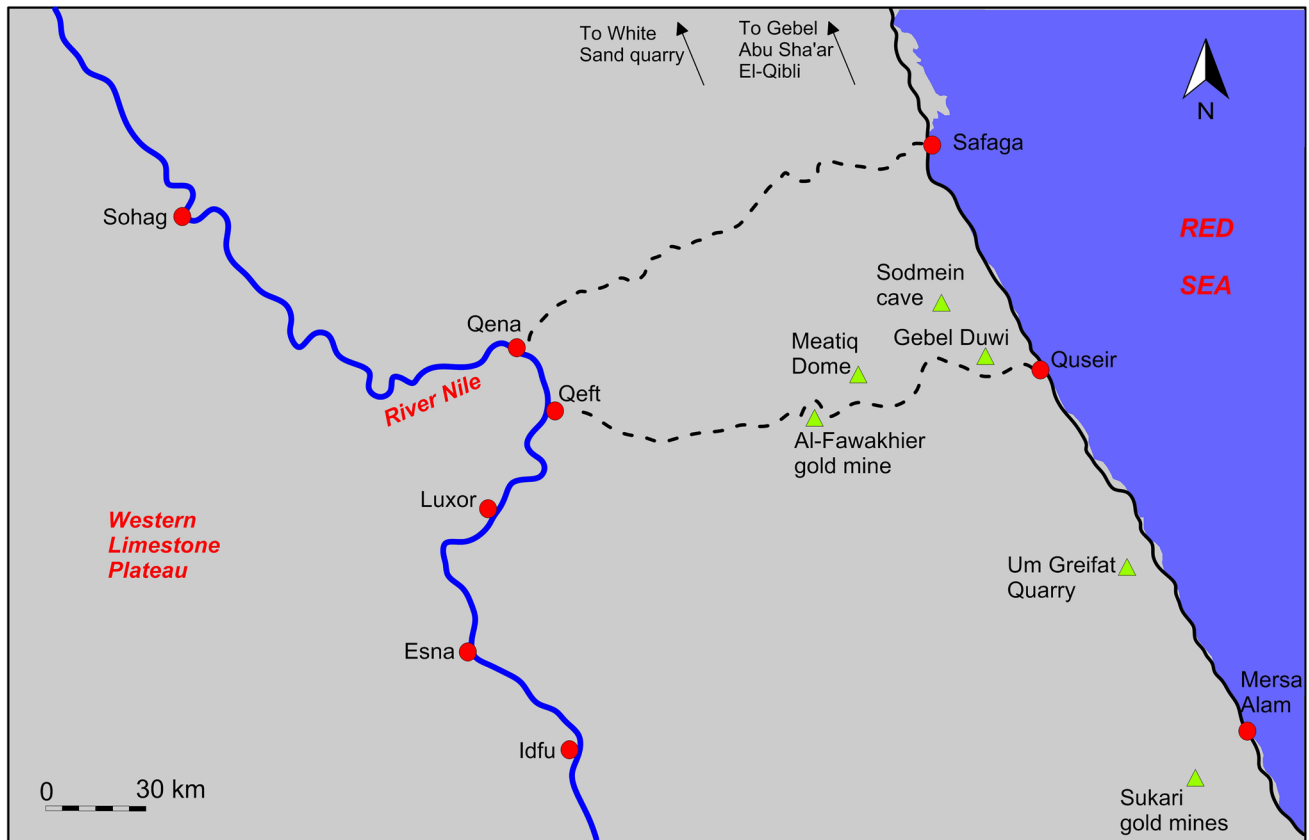 To White
Sand quarry
To Gebel
Abu Sha'ar
El-Qibli
N
Safaga
Sohag
RED
SEA
Sodmein
cave
Qena
Gebel Duwi
Meatiq
Dome
Quseir
River Nile
Qeft
Al-Fawakhier
gold mine
Luxor
Western
Limestone
Plateau
Um Greifat
Quarry
Esna
Mersa
Alam
Idfu
0 30 km
Sukari
gold mines